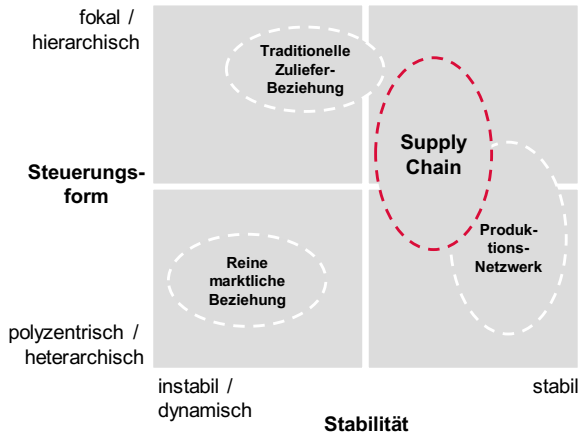 fokal /
hierarchisch
Traditionelle
Zuliefer-
Beziehung
Supply
Chain
Steuerungs-
form
Produk-
tions-
Netzwerk
Reine
marktliche
Beziehung
polyzentrisch /
heterarchisch
instabil /
dynamisch
stabil
Stabilität